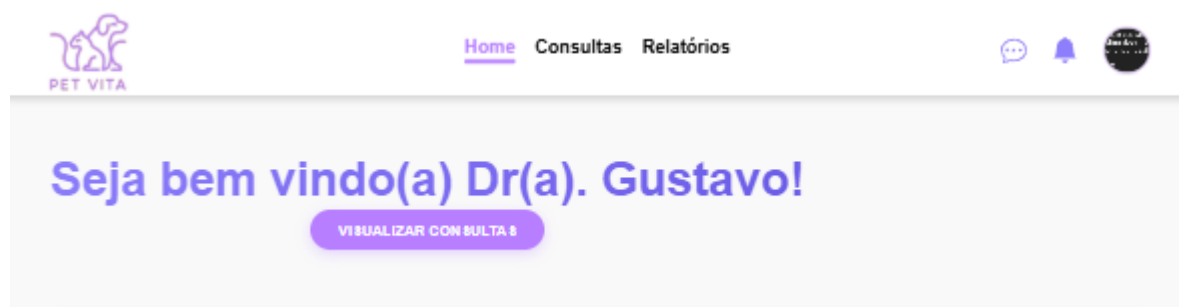 PET VITA
Home Consultas Relatórios
Seja bem vindo(a) Dr(a). Gustavo!
VISUALIZAR CONSULTAS